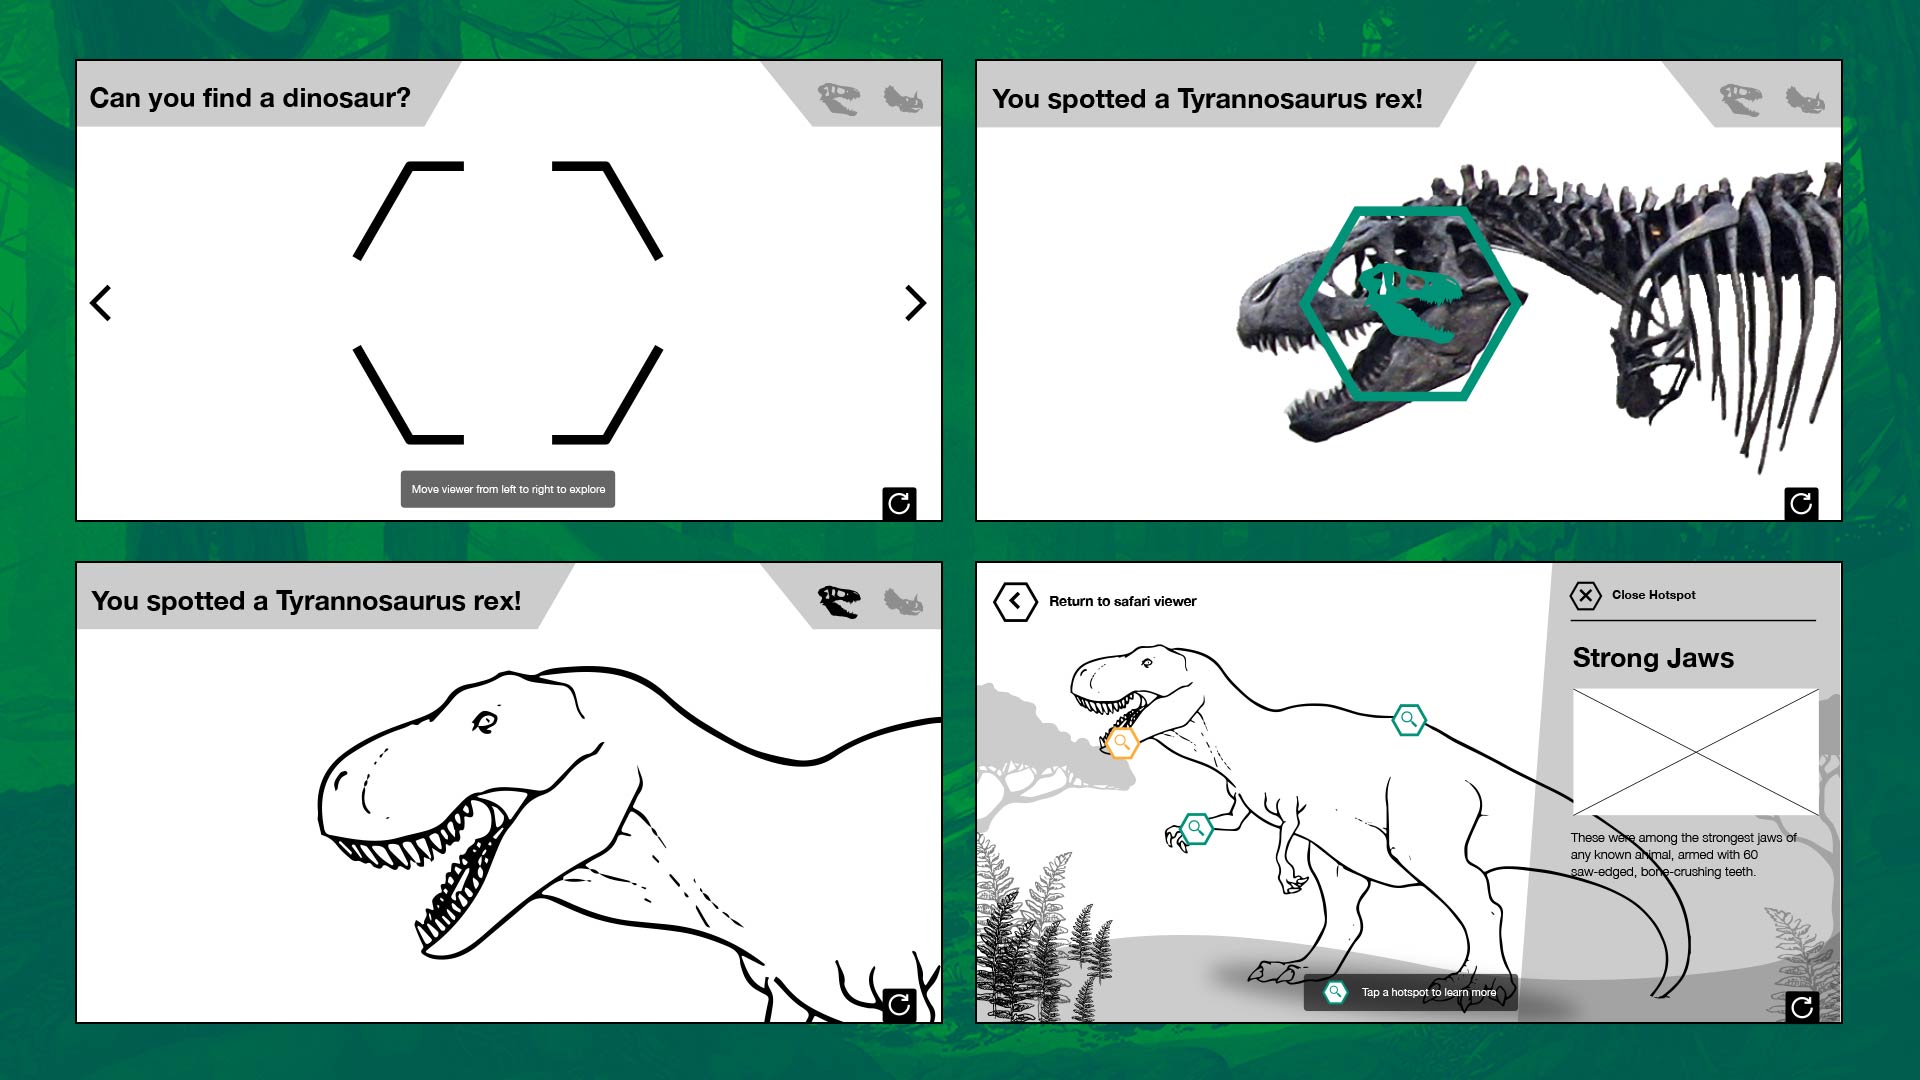 Can you find a dinosaur?
Move viewer from left to right to explore
You spotted a Tyrannosaurus rex!
You spotted a Tyrannosaurus rex!
Return to safari viewer
Tap a hotspot to learn more
Close Hotspot
Strong Jaws
These were among the strongest jaws of
any known animal, armed with 60
saw-edged, bone-crushing teeth.